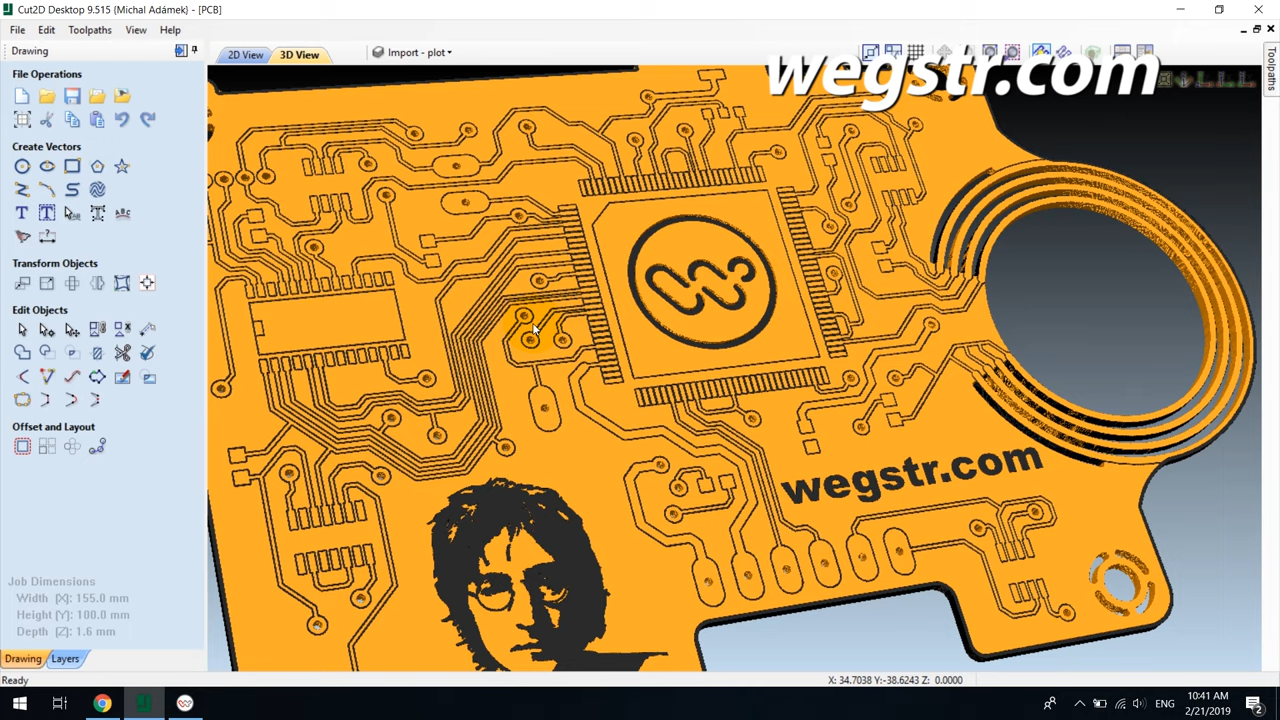 Cut2D Desktop 9.515 {Michal Adámek} - [PCB]
File Edit Toolpaths View Help
Drawing
2D View 3D View Import - plot
wegstr.com
Toolpaths
File Operations
Create Vectors
Transform Objects
Edit Objects
Offset and Layout
wegstr.com
Job Dimensions
Width [X]: 155.0 mm
Height [Y]: 100.0 mm
Depth [Z]: 1.6 mm
Drawing Layers
Ready
X: 34.7038 Y:-38.6243 Z: 0.0000
ENG
10:41 AM
2/21/2019
2